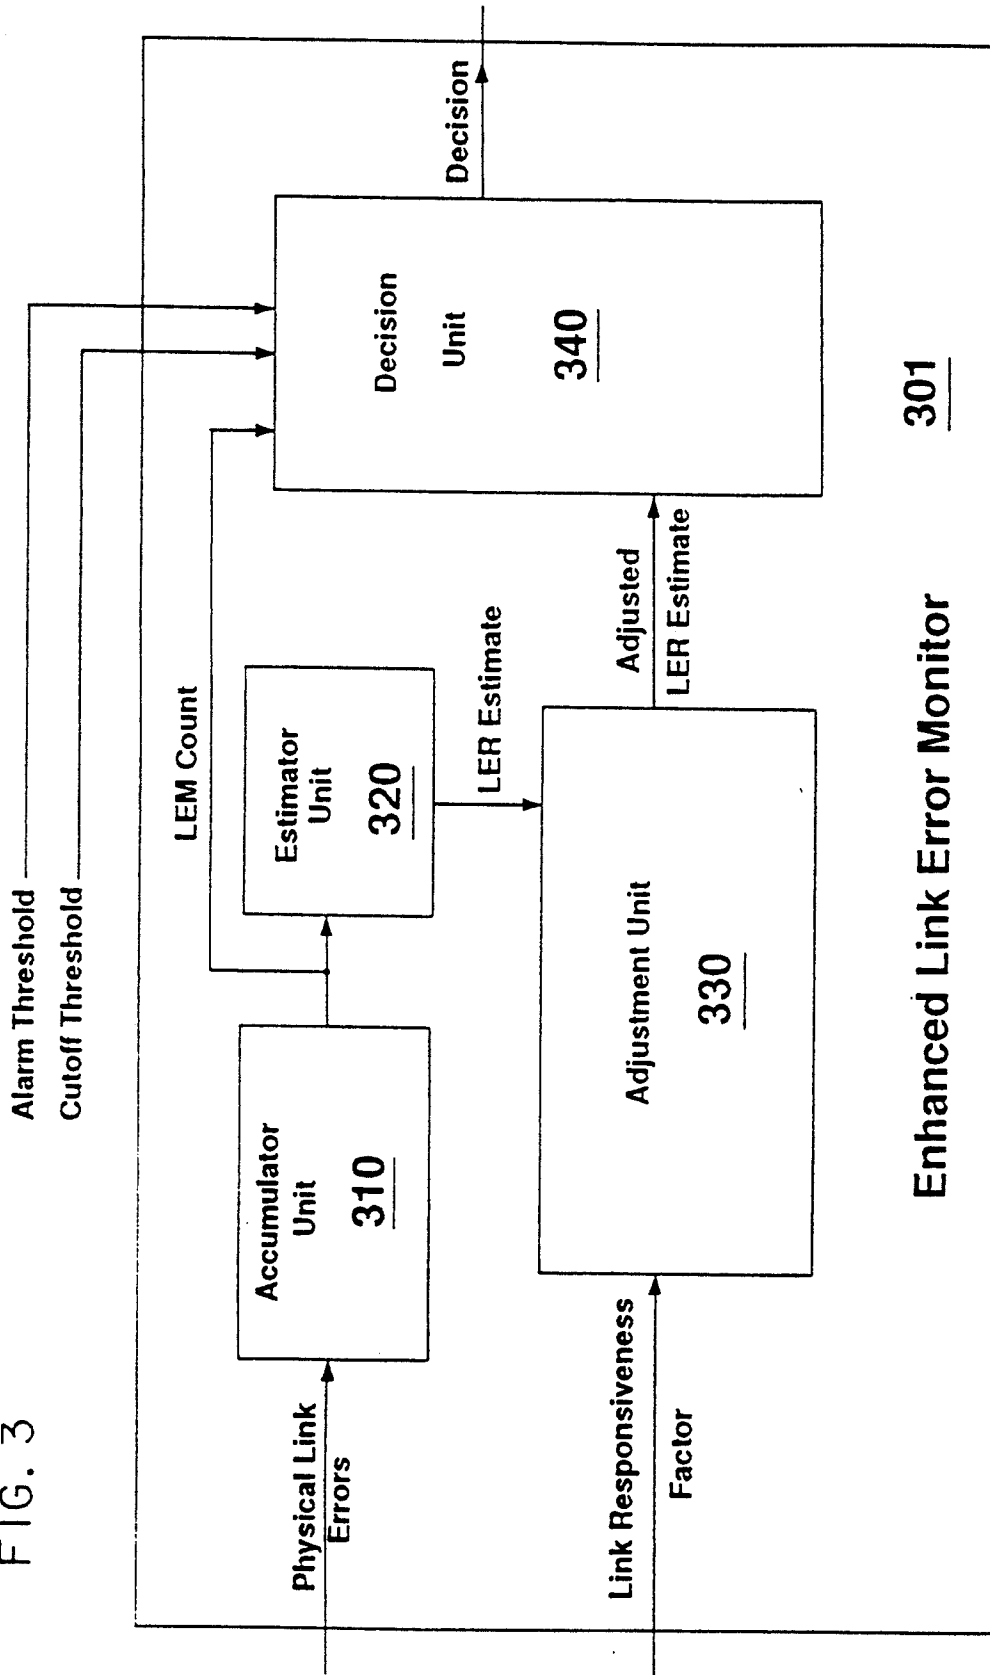 FIG. 3
Alarm Threshold
Cutoff Threshold
LEM Count
Physical Link
Errors
Accumulator
Unit
310
Estimator
Unit
320
LER Estimate
Decision
Unit
340
Decision
Link Responsiveness
Factor
Adjustment Unit
330
Adjusted
LER Estimate
Enhanced Link Error Monitor
301